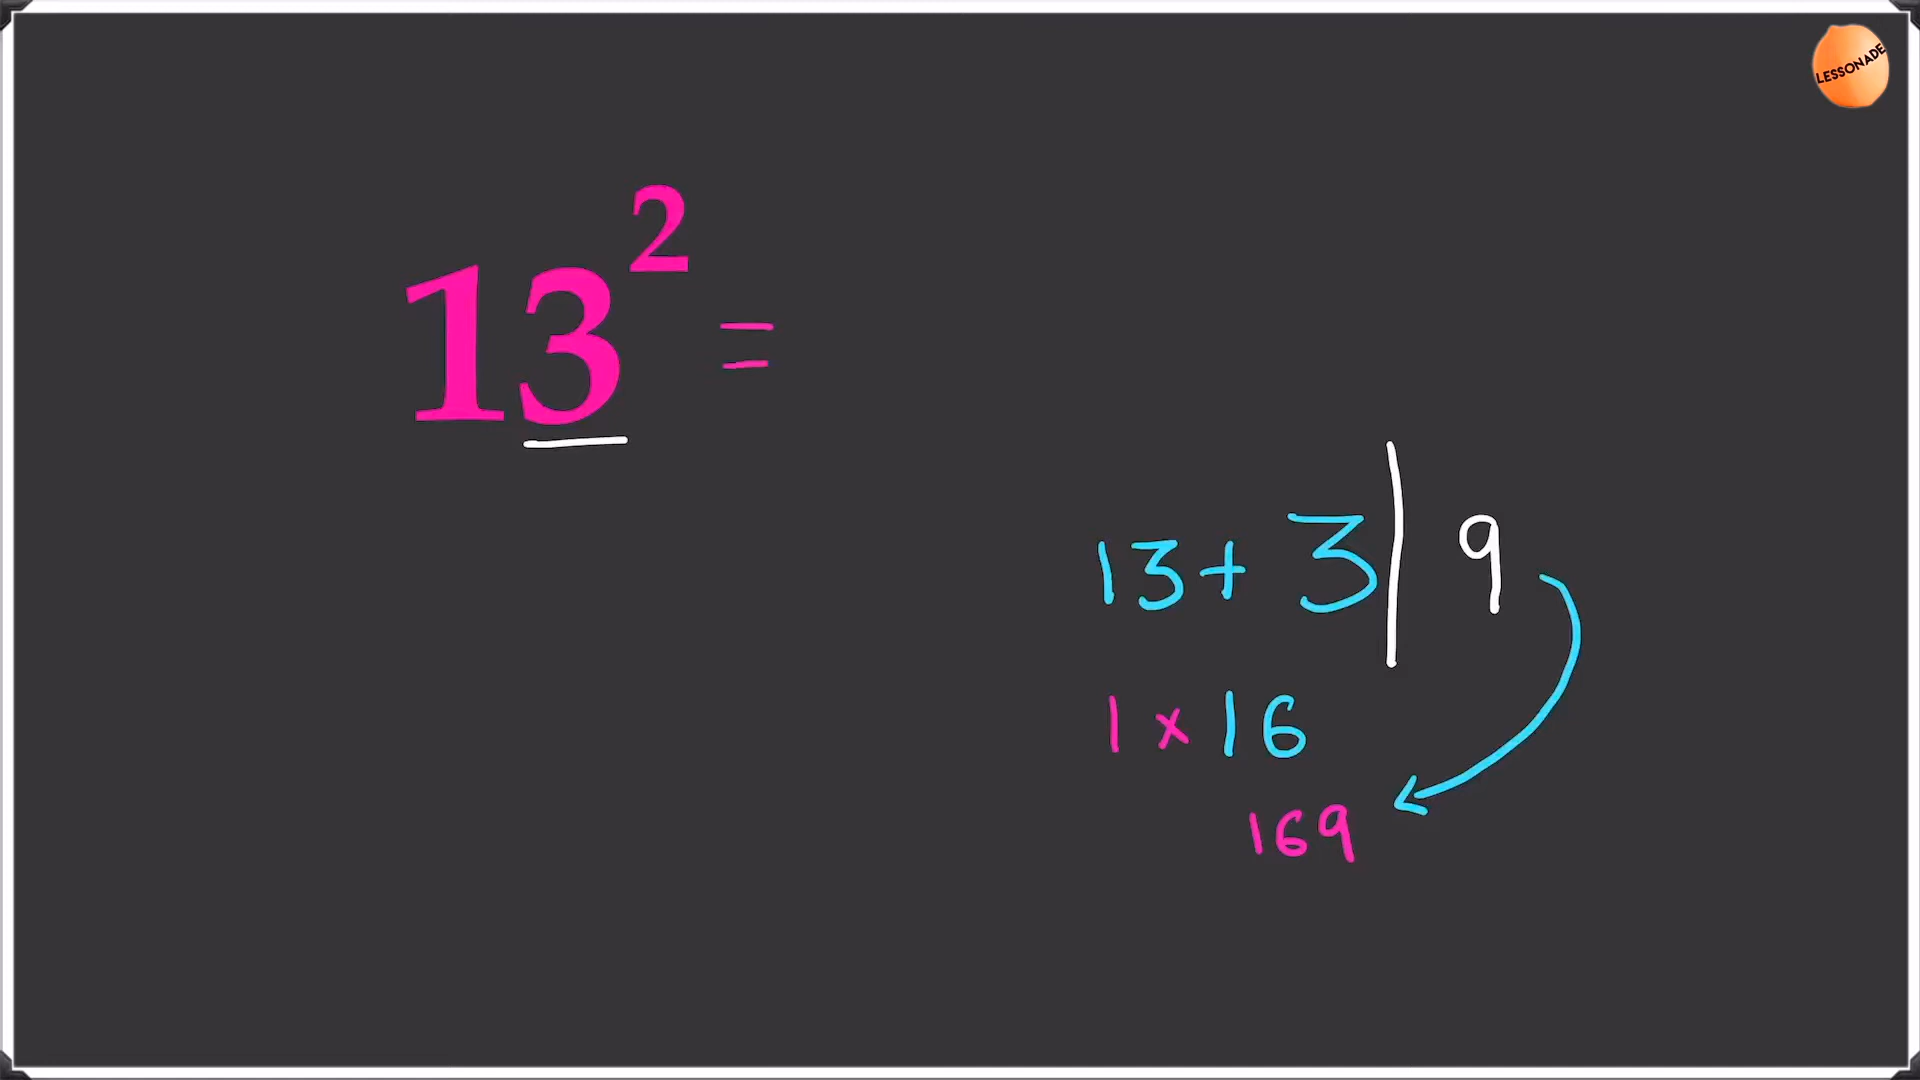 LESSONADE
13² =
13 + 3 | 9
1 × 16
169